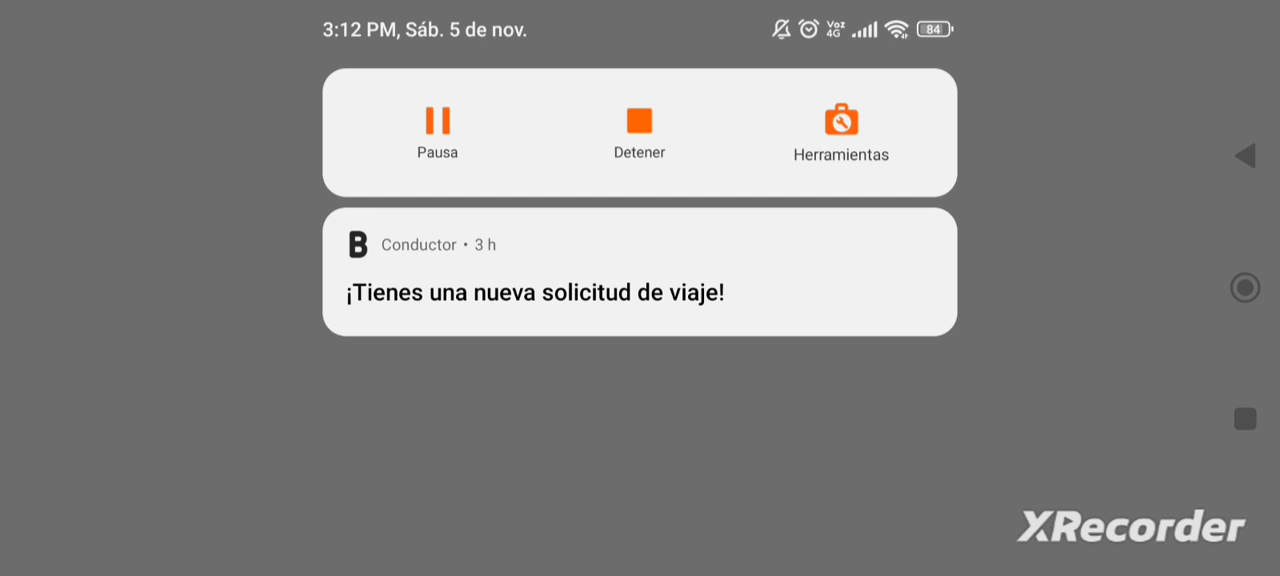 3:12 PM, Sáb. 5 de nov.
Voz 4G
84
Pausa
Detener
Herramientas
B Conductor • 3 h
¡Tienes una nueva solicitud de viaje!
XRecorder